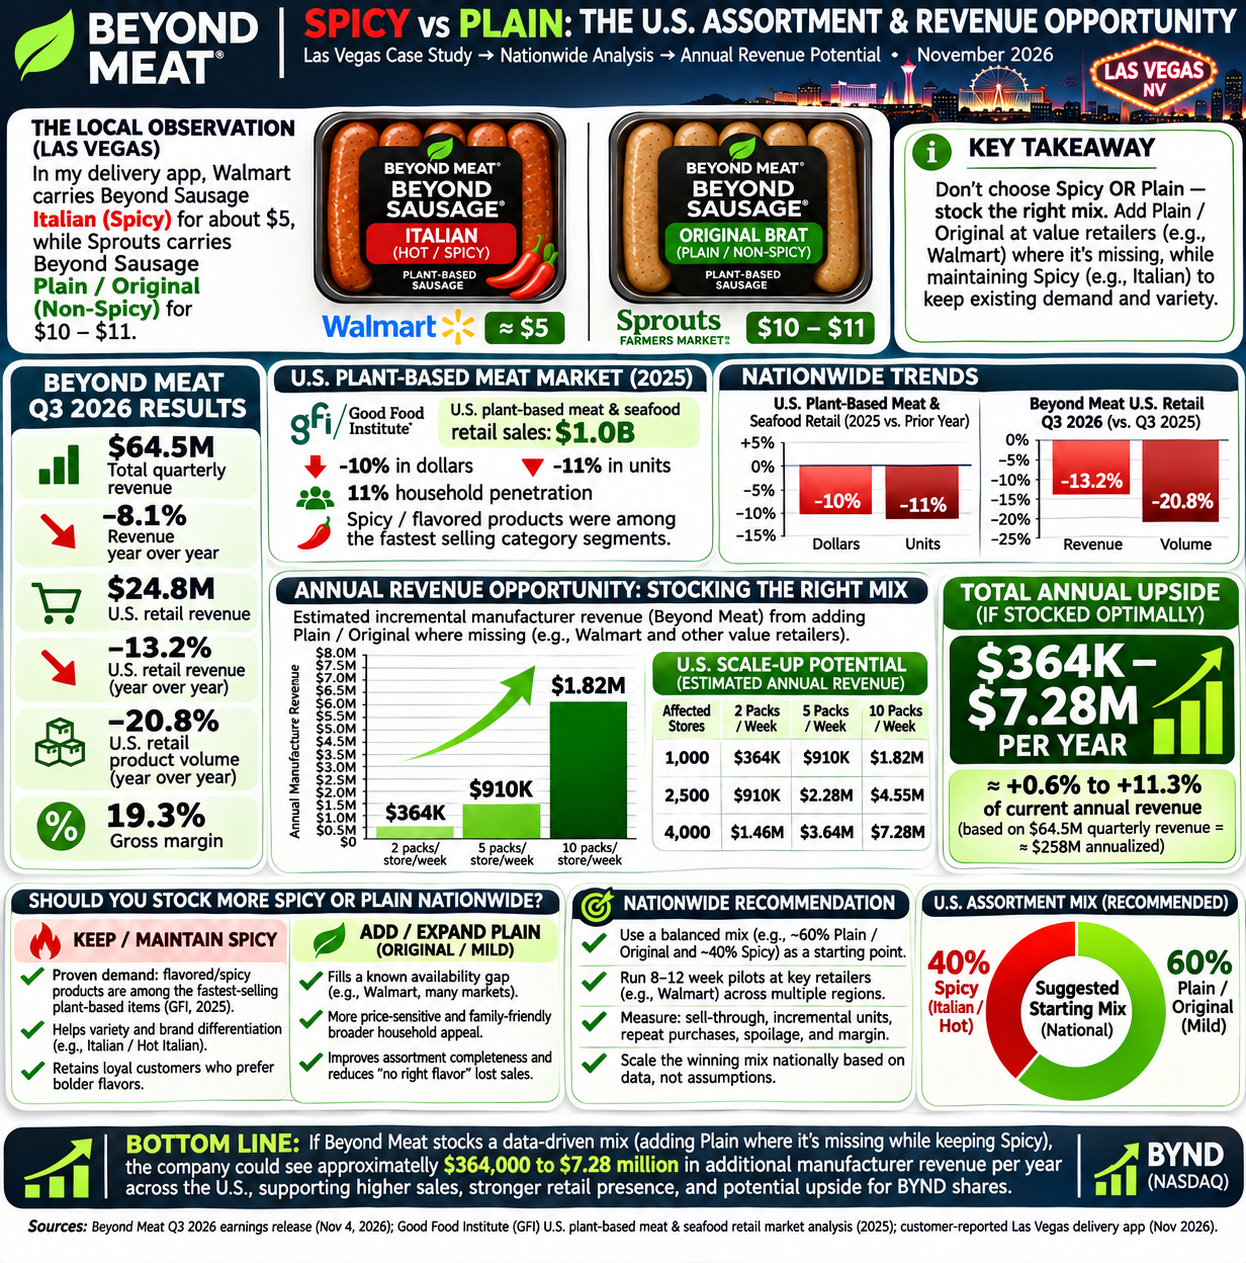 BEYOND
MEAT®
SPICY vs PLAIN: THE U.S. ASSORTMENT & REVENUE OPPORTUNITY
Las Vegas Case Study → Nationwide Analysis → Annual Revenue Potential • November 2026
LAS VEGAS
NV
THE LOCAL OBSERVATION
(LAS VEGAS)
In my delivery app, Walmart
carries Beyond Sausage
Italian (Spicy) for about $5,
while Sprouts carries
Beyond Sausage
Plain / Original
(Non-Spicy) for
$10 – $11.
BEYOND MEAT®
BEYOND
SAUSAGE®
ITALIAN
(HOT / SPICY)
PLANT-BASED
SAUSAGE
Walmart
≈ $5
BEYOND MEAT®
BEYOND
SAUSAGE®
ORIGINAL BRAT
(PLAIN / NON-SPICY)
PLANT-BASED
SAUSAGE
Sprouts
FARMERS MARKET
$10 – $11
i KEY TAKEAWAY
Don't choose Spicy OR Plain —
stock the right mix. Add Plain /
Original at value retailers (e.g.,
Walmart) where it's missing, while
maintaining Spicy (e.g., Italian) to
keep existing demand and variety.
BEYOND MEAT
Q3 2026 RESULTS
$64.5M
Total quarterly
revenue
–8.1%
Revenue
year over year
$24.8M
U.S. retail revenue
–13.2%
U.S. retail revenue
(year over year)
–20.8%
U.S. retail
product volume
(year over year)
%
19.3%
Gross margin
U.S. PLANT-BASED MEAT MARKET (2025)
gfi/ Good Food
Institute
U.S. plant-based meat & seafood
retail sales: $1.0B
-10% in dollars
-11% in units
11% household penetration
Spicy / flavored products were among
the fastest selling category segments.
NATIONWIDE TRENDS
U.S. Plant-Based Meat &
Seafood Retail (2025 vs. Prior Year)
+5%
0%
–5%
–10%
–15%
–10%
–11%
Dollars
Units
Beyond Meat U.S. Retail
Q3 2026 (vs. Q3 2025)
0%
–5%
–10%
–15%
–20%
–25%
–13.2%
–20.8%
Revenue
Volume
ANNUAL REVENUE OPPORTUNITY: STOCKING THE RIGHT MIX
Estimated incremental manufacturer revenue (Beyond Meat) from adding
Plain / Original where missing (e.g., Walmart and other value retailers).
Annual Manufacture Revenue
$8.0M
$7.5M
$7.0M
$6.5M
$6.0M
$5.5M
$5.0M
$4.5M
$3.5M
$3.0M
$2.5M
$2.0M
$1.5M
$1.0M
$0.5M
$0
$364K
$910K
$1.82M
2 packs/
store/week
5 packs/
store/week
10 packs/
store/week
U.S. SCALE-UP POTENTIAL
(ESTIMATED ANNUAL REVENUE)
Affected
Stores
2 Packs
/ Week
5 Packs
/ Week
10 Packs
/ Week
1,000 $364K $910K $1.82M
2,500 $910K $2.28M $4.55M
4,000 $1.46M $3.64M $7.28M
TOTAL ANNUAL UPSIDE
(IF STOCKED OPTIMALLY)
$364K –
$7.28M
PER YEAR
≈ +0.6% to +11.3%
of current annual revenue
(based on $64.5M quarterly revenue =
≈ $258M annualized)
SHOULD YOU STOCK MORE SPICY OR PLAIN NATIONWIDE?
KEEP / MAINTAIN SPICY
Proven demand: flavored/spicy
products are among the fastest-selling
plant-based items (GFI, 2025).
Helps variety and brand differentiation
(e.g., Italian / Hot Italian).
Retains loyal customers who prefer
bolder flavors.
ADD / EXPAND PLAIN
(ORIGINAL / MILD)
Fills a known availability gap
(e.g., Walmart, many markets).
More price-sensitive and family-friendly
broader household appeal.
Improves assortment completeness and
reduces "no right flavor" lost sales.
NATIONWIDE RECOMMENDATION
Use a balanced mix (e.g., ~60% Plain /
Original and ~40% Spicy) as a starting point.
Run 8–12 week pilots at key retailers
(e.g., Walmart) across multiple regions.
Measure: sell-through, incremental units,
repeat purchases, spoilage, and margin.
Scale the winning mix nationally based on
data, not assumptions.
U.S. ASSORTMENT MIX (RECOMMENDED)
40%
Spicy
(Italian /
Hot)
Suggested
Starting Mix
(National)
60%
Plain /
Original
(Mild)
BOTTOM LINE: If Beyond Meat stocks a data-driven mix (adding Plain where it's missing while keeping Spicy),
the company could see approximatelly $364,000 to $7.28 million in additional manufacturer revenue per year
across the U.S., supporting higher sales, stronger retail presence, and potential upside for BYND shares.
BYND
(NASDAQ)
Sources: Beyond Meat Q3 2026 earnings release (Nov 4, 2026); Good Food Institute (GFI) U.S. plant-based meat & seafood retail market analysis (2025); customer-reported Las Vegas delivery app (Nov 2026).